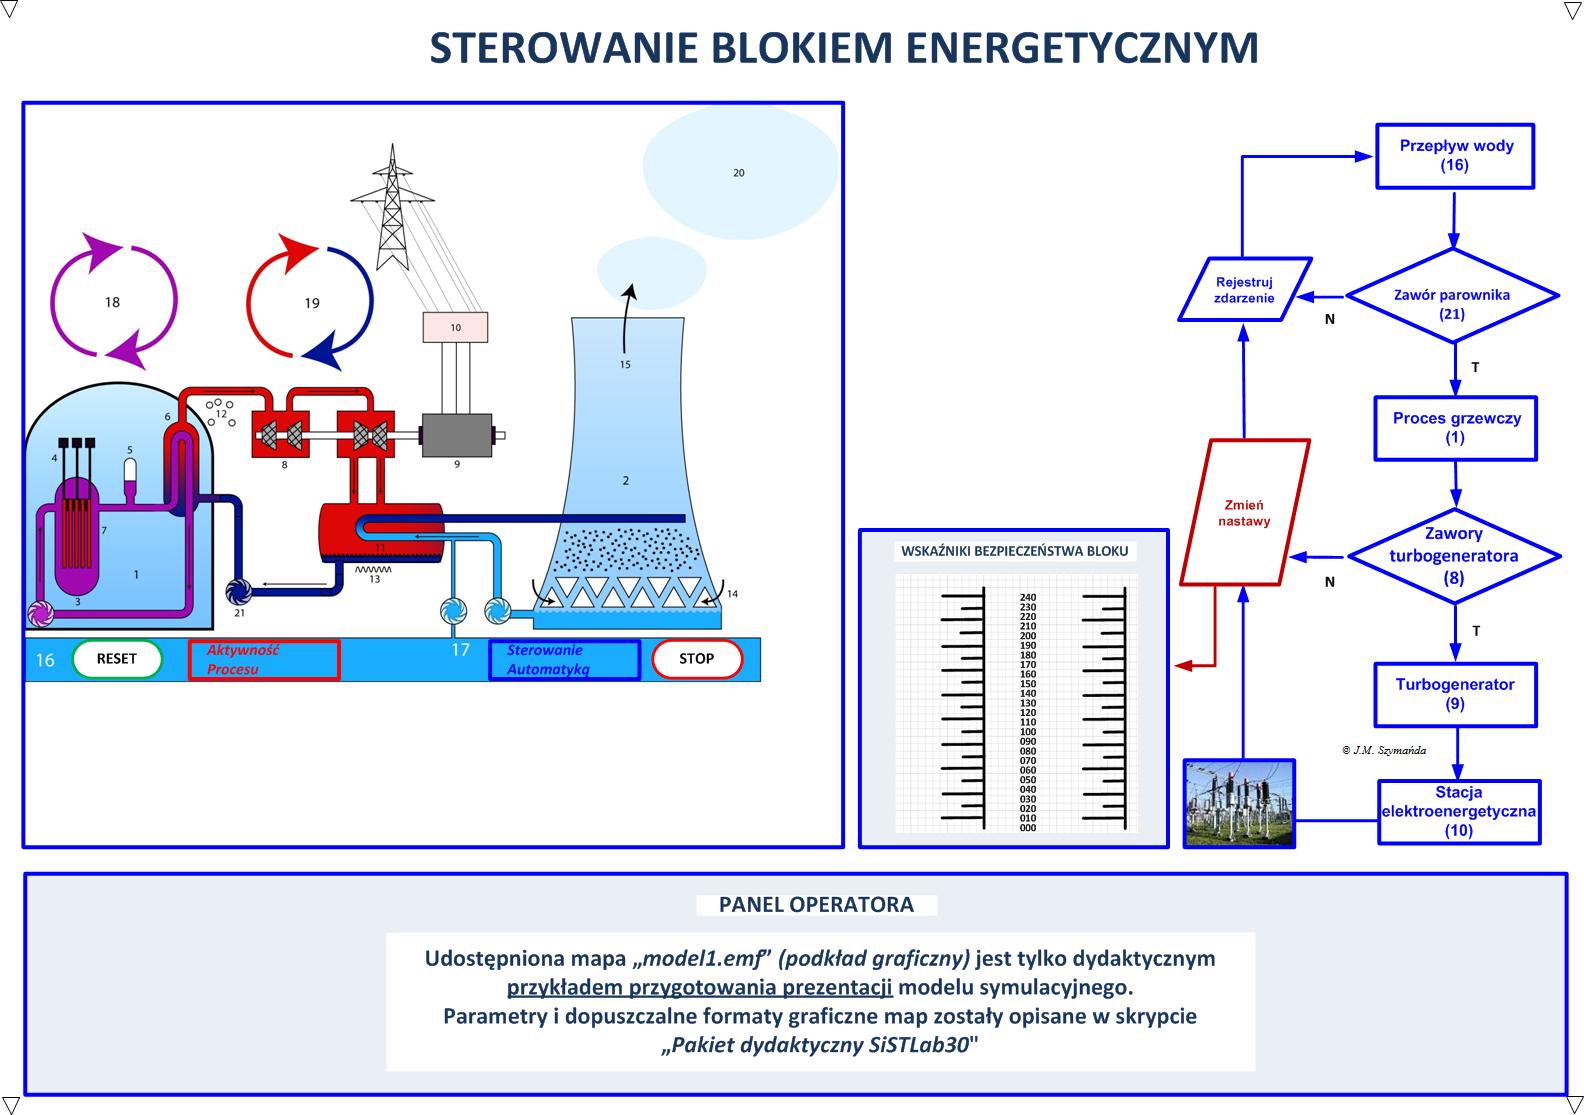 STEROWANIE BLOKIEM ENERGETYCZNYM
20
18
19
10
15
12
6
5
4
8
9
2
7
1
11
13
3
21
14
16
RESET
Aktywność
Procesu
17
Sterowanie
Automatyką
STOP
WSKAŹNIKI BEZPIECZEŃSTWA BLOKU
240
230
220
210
200
190
180
170
160
150
140
130
120
110
100
090
080
070
060
050
040
030
020
010
000
Przepływ wody
(16)
Rejestruj
zdarzenie
Zawór parownika
(21)
N
T
Proces grzewczy
(1)
Zmień
nastawy
Zawory
turbogeneratora
(8)
N
T
Turbogenerator
(9)
© J.M. Szymańda
Stacja
elektroenergetyczna
(10)
PANEL OPERATORA
Udostępniona mapa „model1.emf” (podkład graficzny) jest tylko dydaktycznym
przykładem przygotowania prezentacji modelu symulacyjnego.
Parametry i dopuszczalne formaty graficzne map zostały opisane w skrypcie
„Pakiet dydaktyczny SiSTLab30"